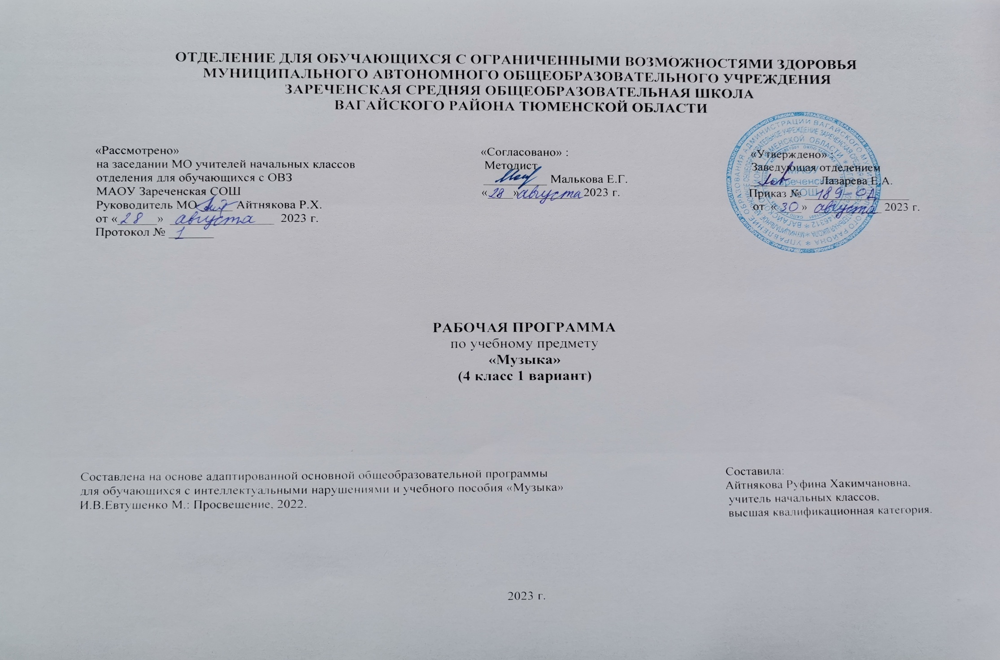 ОТДЕЛЕНИЕ ДЛЯ ОБУЧАЮЩИХСЯ С ОГРАНИЧЕННЫМИ ВОЗМОЖНОСТЯМИ ЗДОРОВЬЯ
МУНИЦИПАЛЬНОГО АВТОНОМНОГО ОБЩЕОБРАЗОВАТЕЛЬНОГО УЧРЕЖДЕНИЯ
ЗАРЕЧЕНСКАЯ СРЕДНЯЯ ОБЩЕОБРАЗОВАТЕЛЬНАЯ ШКОЛА
ВАГАЙСКОГО РАЙОНА ТЮМЕНСКОЙ ОБЛАСТИ
«Рассмотрено»
на заседании МО учителей начальных классов
отделения для обучающихся с ОВЗ
МАОУ Зареченская СОШ
Руководитель МО Айтнякова Р.Х.
от «28» августа 2023 г.
Протокол № 1
«Согласовано» :
Методист
Малькова Е.Г.
«28» августа 2023 г.
«Утверждено» :
Заведующая отделением
Лазарева Е.А.
Приказ № 189-ОД
от «30» августа 2023 г.
МАОУ
Зареченская
СОШ
РАБОЧАЯ ПРОГРАММА
по учебному предмету
«Музыка»
(4 класс 1 вариант)
Составлена на основе адаптированной основной общеобразовательной программы
для обучающихся с интеллектуальными нарушениями и учебного пособия «Музыка»
И.В.Евтушенко М.: Просвещение, 2022.
Составила:
Айтнякова Руфина Хакимчановна,
учитель начальных классов,
высшая квалификационная категория.
2023 г.